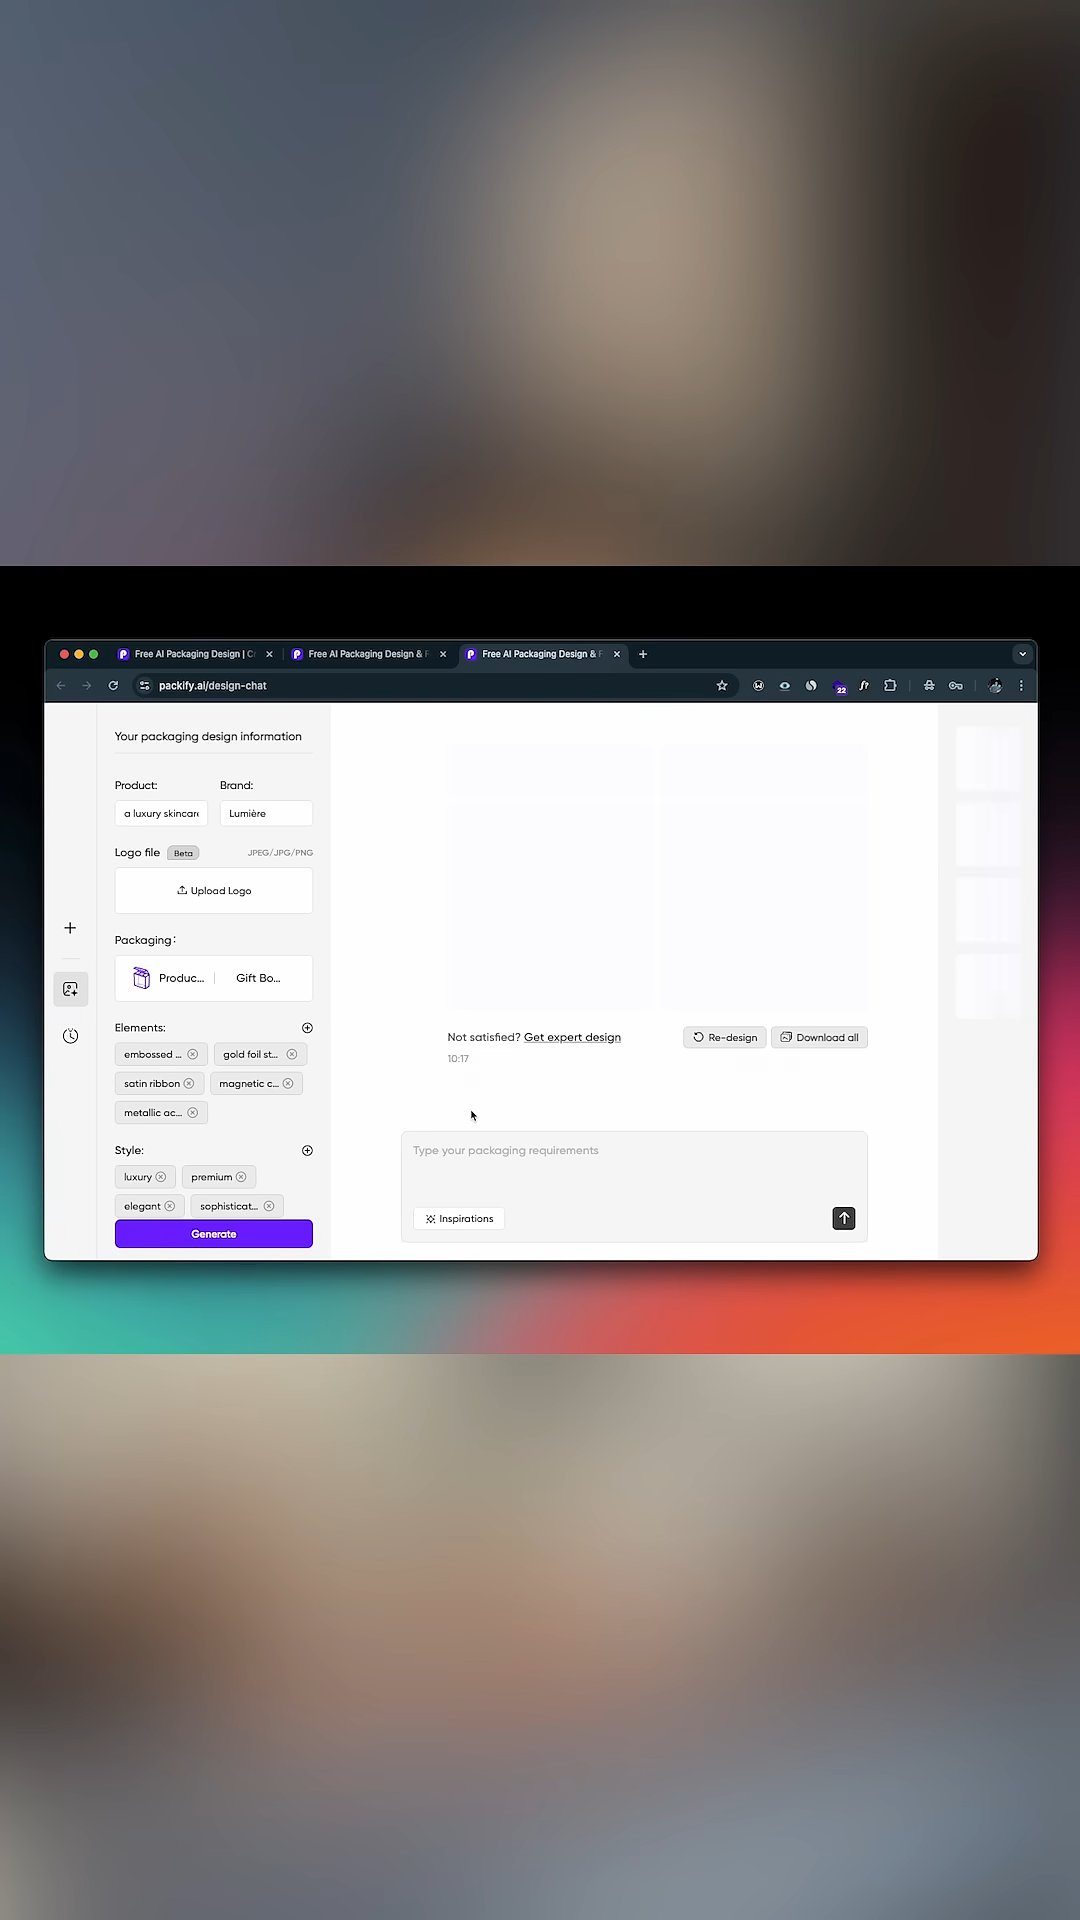 Free AI Packaging Design | C
Free AI Packaging Design & F
Free AI Packaging Design & F
packify.ai/design-chat
22
Your packaging design information
Product:
Brand:
a luxury skincare
Lumière
Logo file
Beta
JPEG/JPG/PNG
Upload Logo
Packaging:
Produc...
Gift Bo...
Elements:
embossed ...
gold foil st...
satin ribbon
magnetic c...
metallic ac...
Style:
luxury
premium
elegant
sophisticat...
Generate
Not satisfied? Get expert design
Re-design
Download all
10:17
Type your packaging requirements
Inspirations